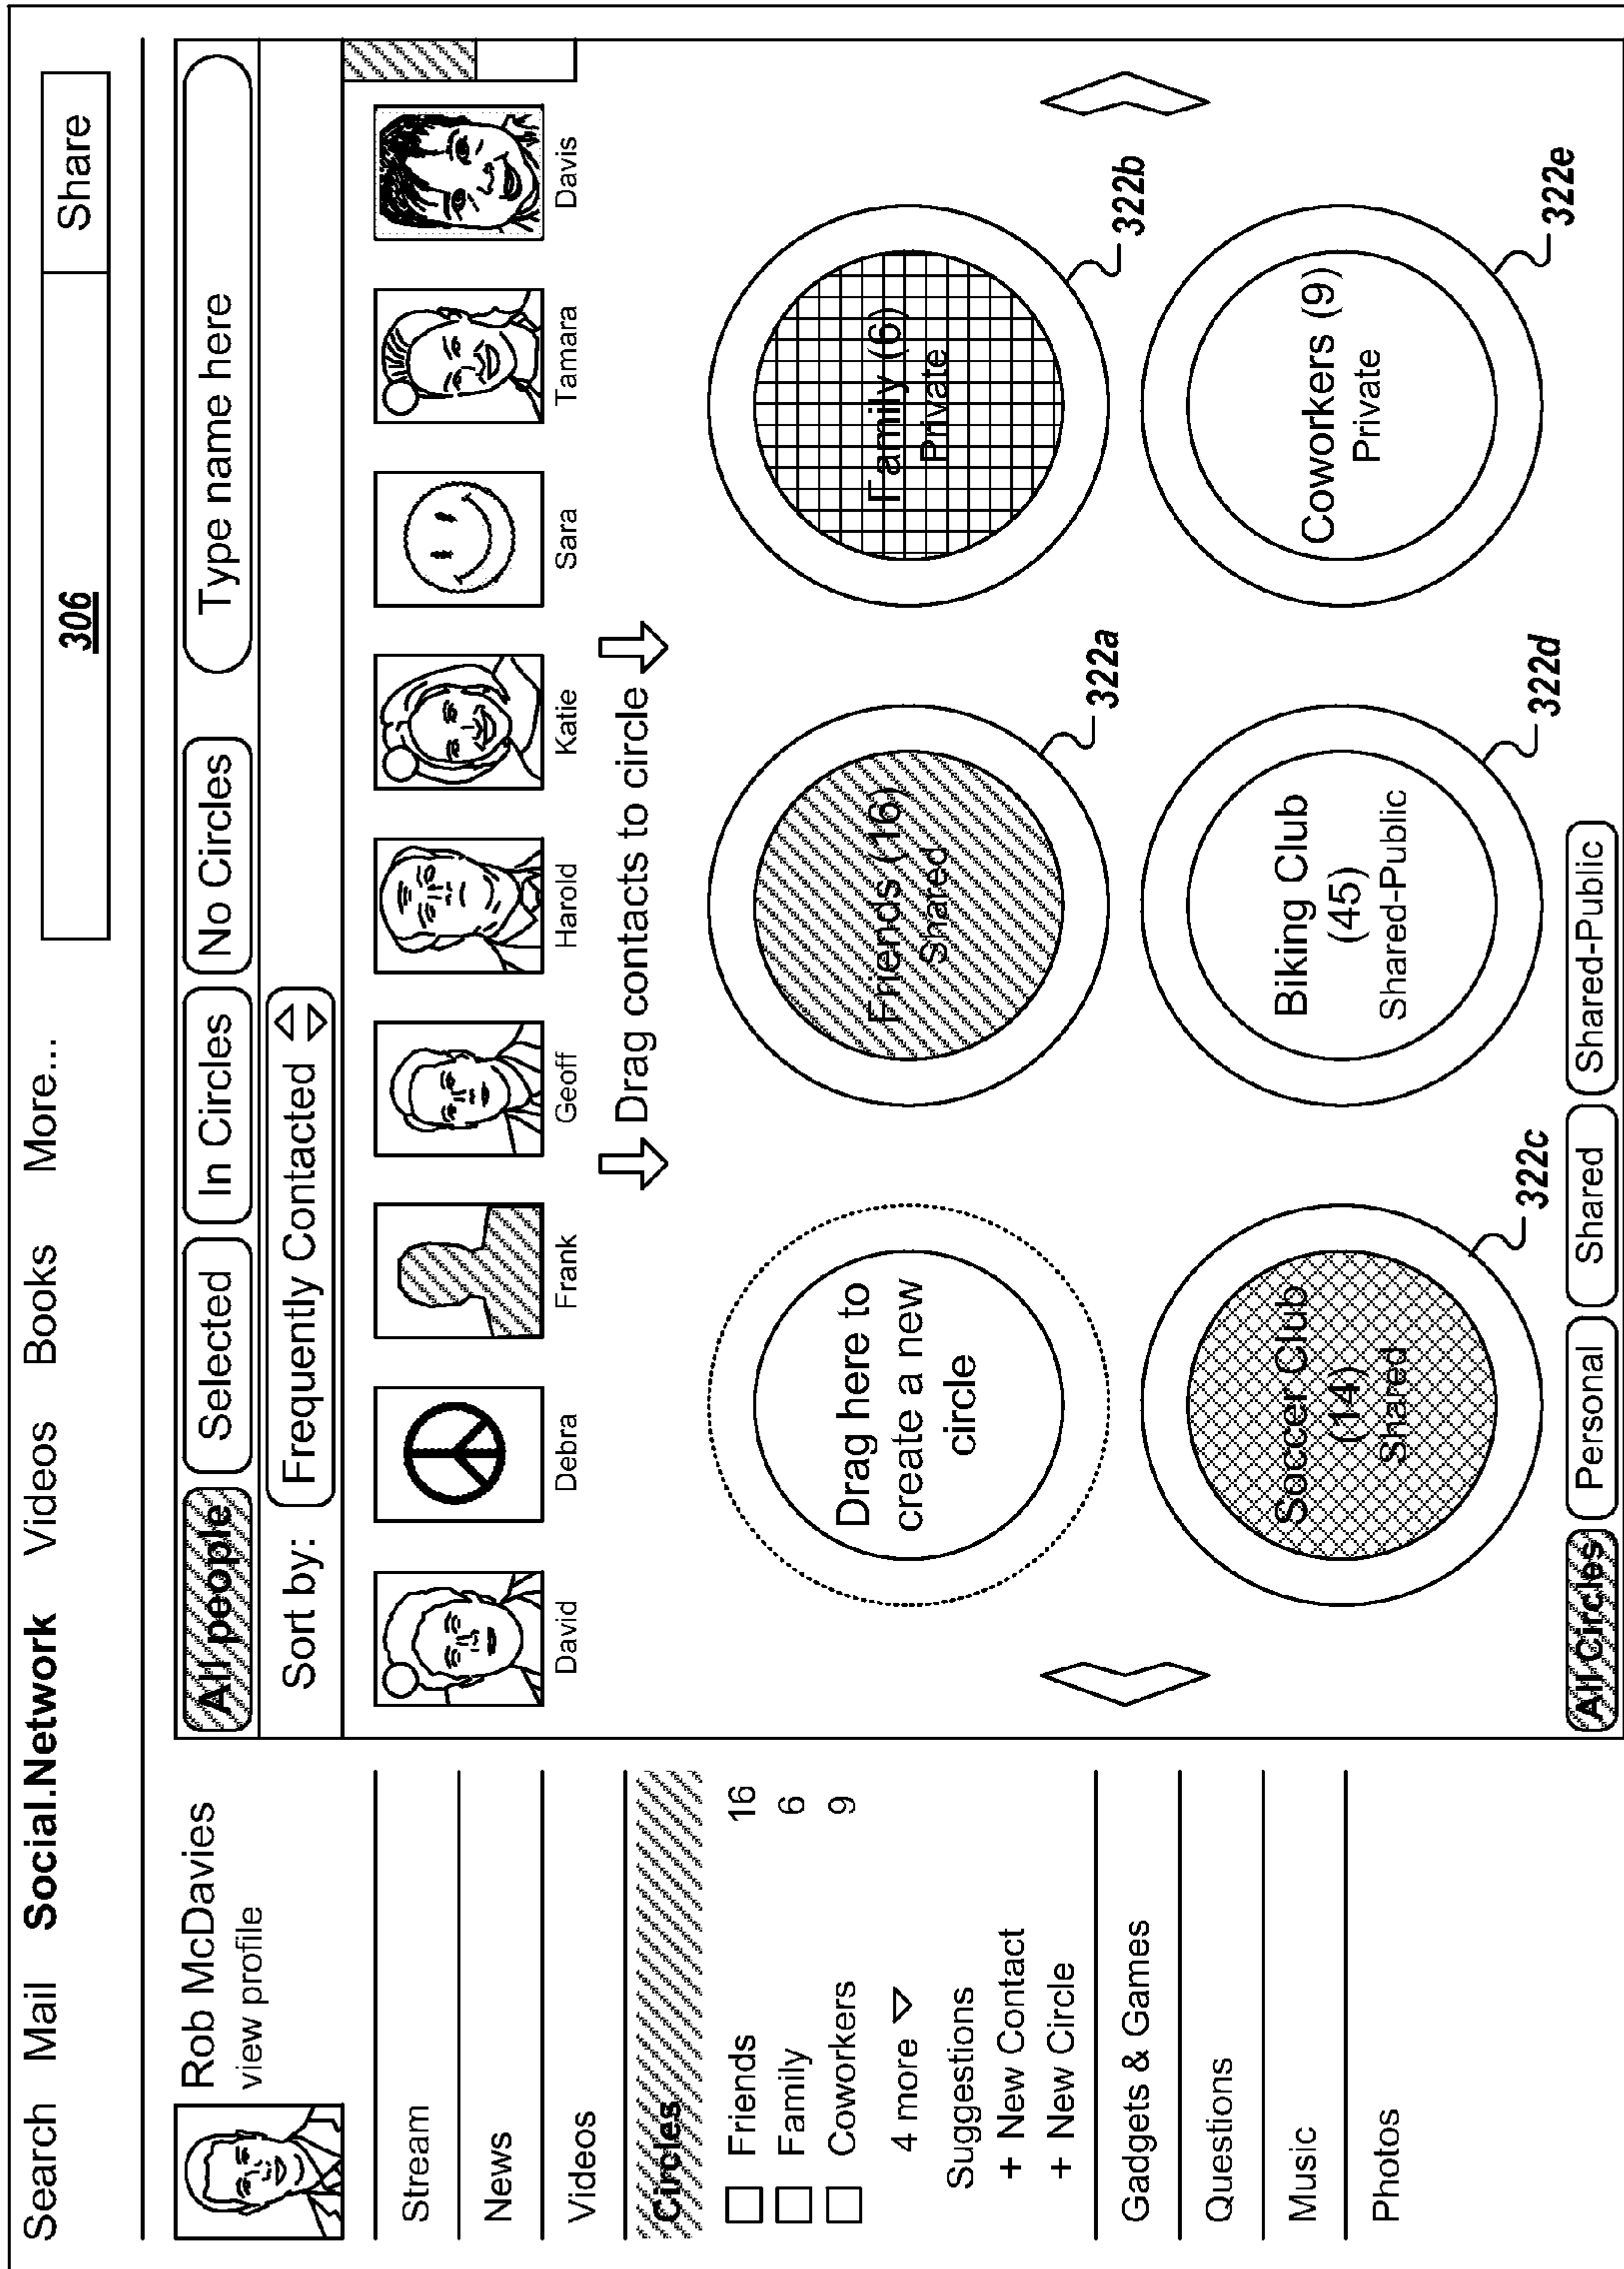 Search Mail Social.Network Videos Books More...
Share
306
Rob McDavies
view profile
Stream
News
Videos
Circles
Friends 16
Family 6
Coworkers 9
4 more
Suggestions
+ New Contact
+ New Circle
Gadgets & Games
Questions
Music
Photos
All people Selected In Circles No Circles Type name here
Sort by: Frequently Contacted
David Debra Frank Geoff Harold Katie Sara Tamara Davis
Drag contacts to circle
Drag here to
create a new
circle
Friends (16)
Shared
322a
Family (6)
Private
322b
Soccer Club
(14)
Shared
322c
Biking Club
(45)
Shared-Public
322d
Coworkers (9)
Private
322e
All Circles Personal Shared Shared-Public